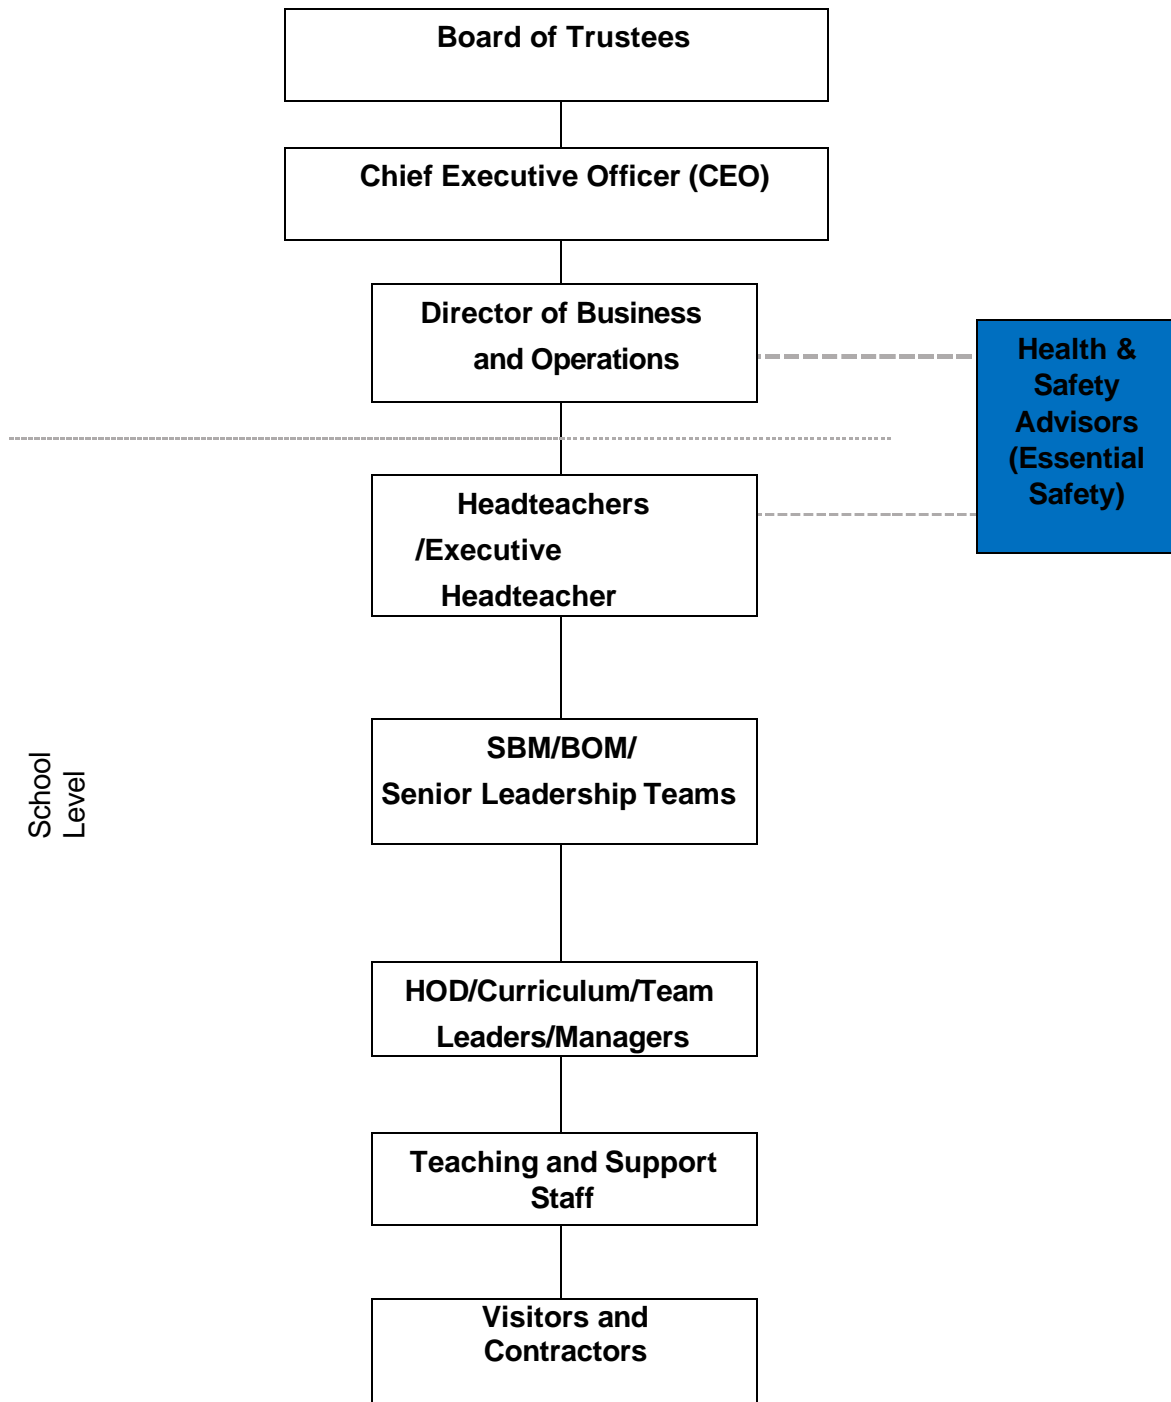 Board of Trustees
Chief Executive Officer (CEO)
Director of Business
and Operations
Health &
Safety
Advisors
(Essential
Safety)
Headteachers
/Executive
Headteacher
SBM/BOM/
Senior Leadership Teams
School
Level
HOD/Curriculum/Team
Leaders/Managers
Teaching and Support
Staff
Visitors and
Contractors